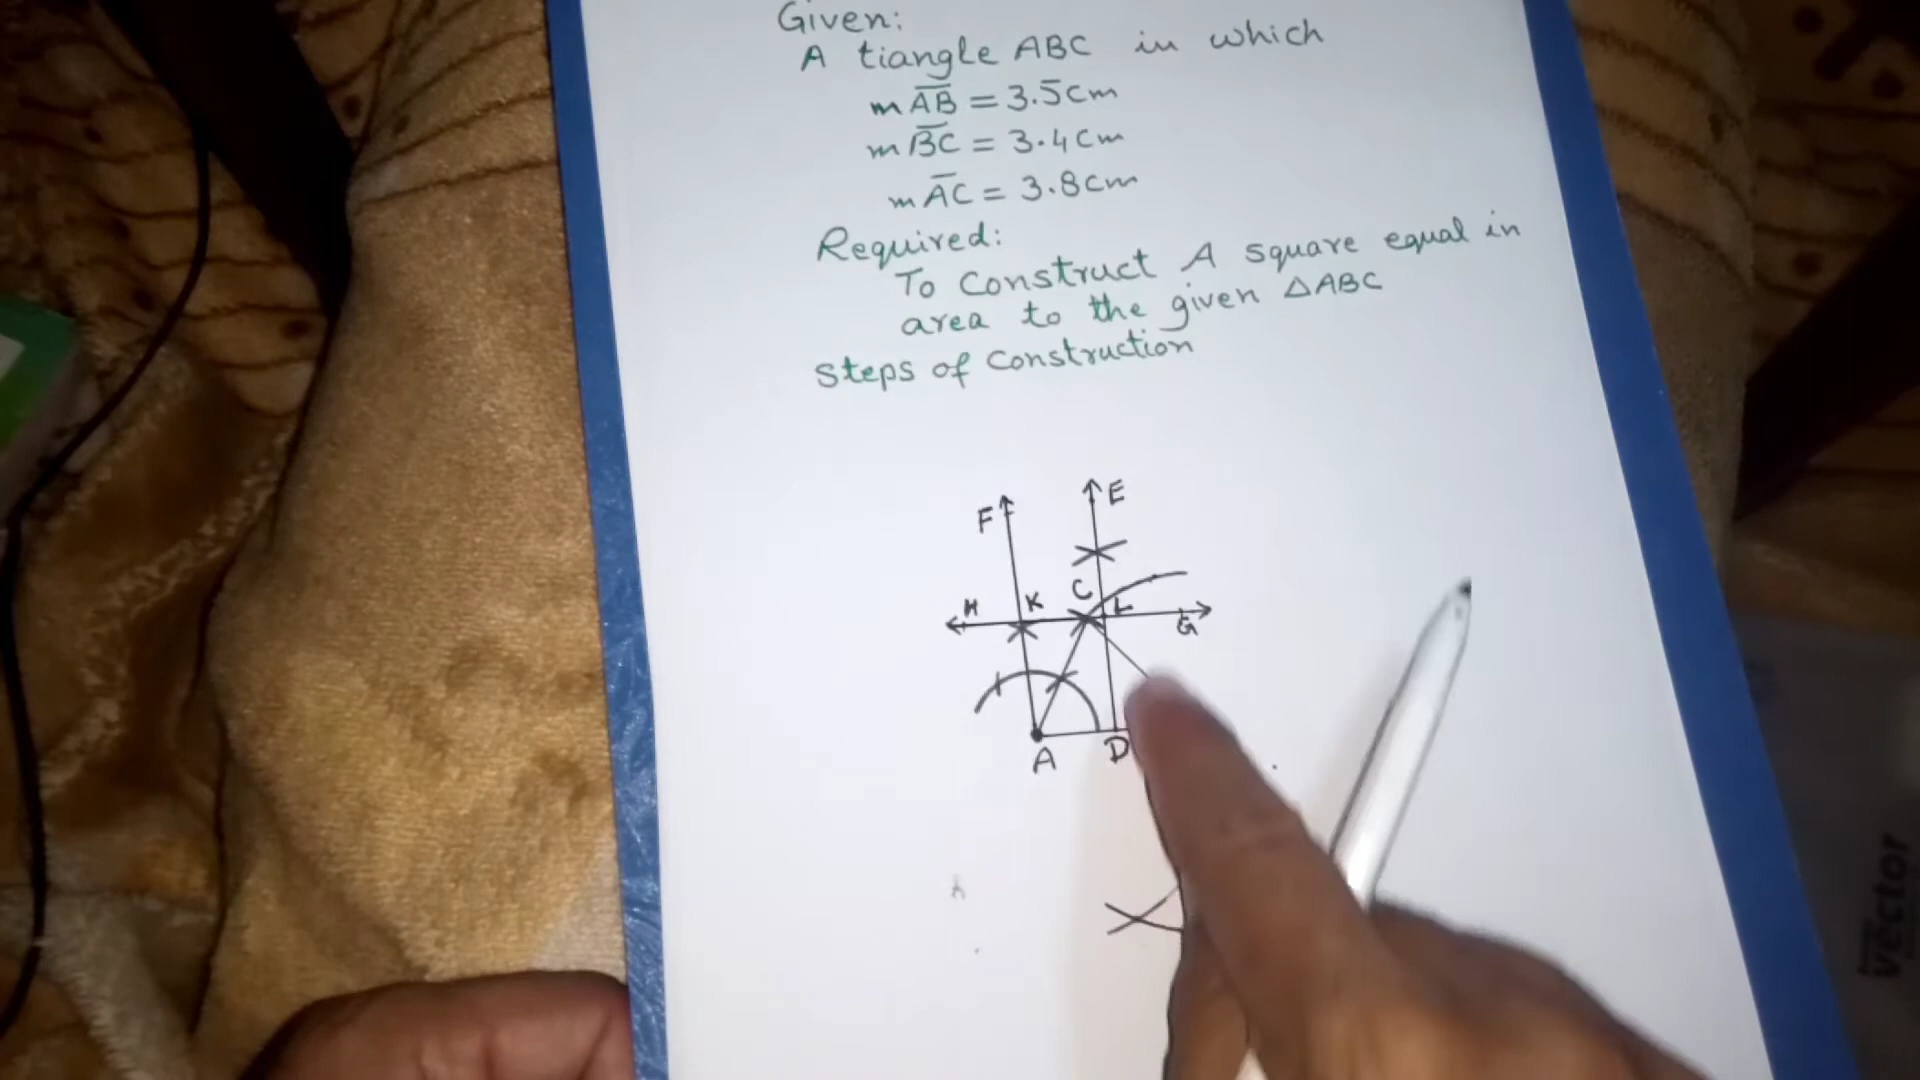 Given:
A tiangle ABC in which
mAB = 3.5cm
mBC = 3.4cm
mAC = 3.8cm
Required:
To Construct A square equal in
area to the given △ABC
Steps of Construction
F
E
H
K
C
L
G
A
D
vector